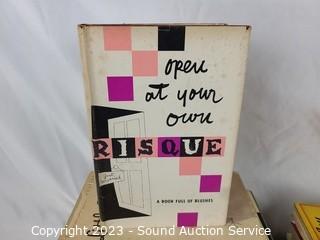 open
at your
own
RISQUE
A BOOK FULL OF BLUSHES
Copyright 2023 - Sound Auction Service